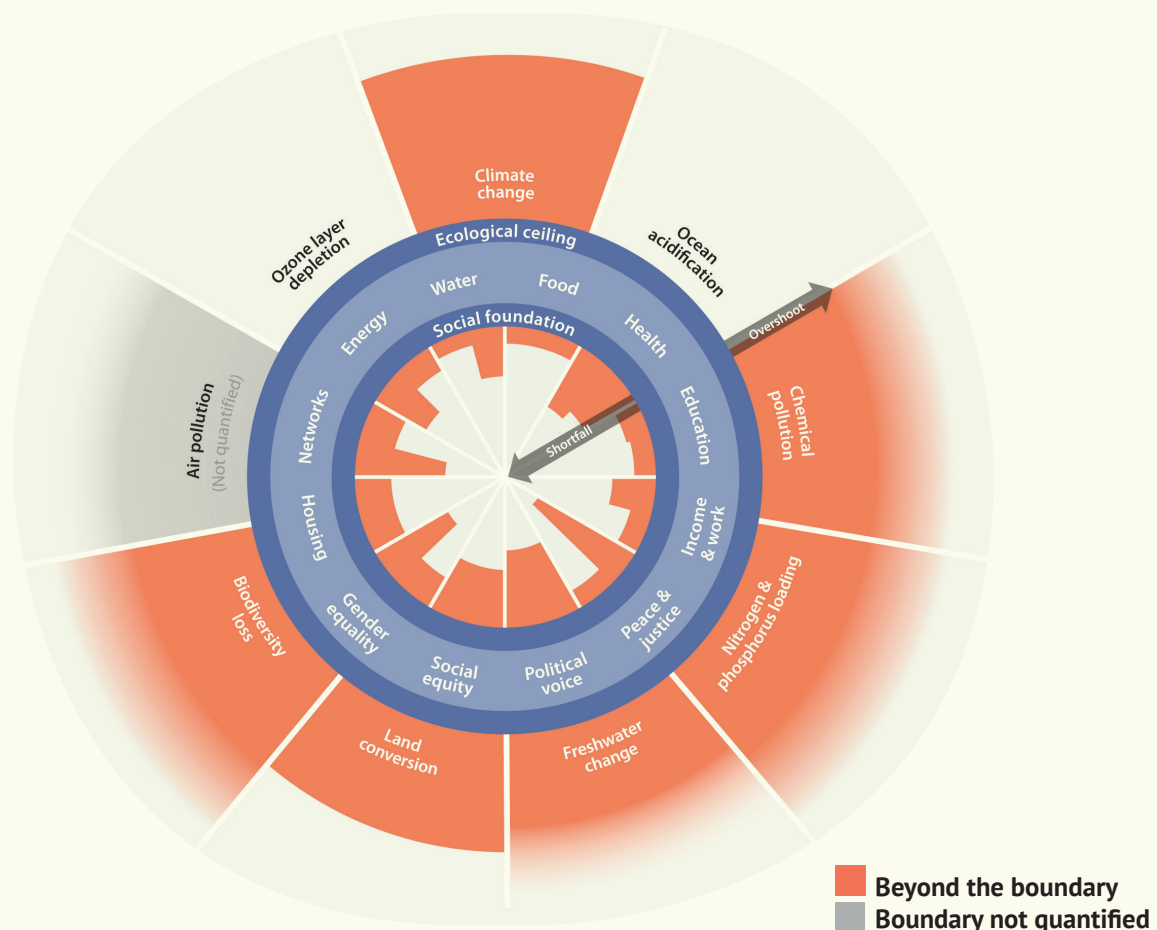 Climate
change
Ecological ceiling
Ozone layer
depletion
Ocean
acidification
Water
Food
Energy
Health
Social foundation
Overshoot
Networks
Education
Shortfall
Air pollution
(Not quantified)
Chemical
pollution
Housing
Income
& work
Biodiversity
loss
Gender
equality
Peace &
justice
Nitrogen &
phosphorus loading
Social
equity
Political
voice
Land
conversion
Freshwater
change
Beyond the boundary
Boundary not quantified